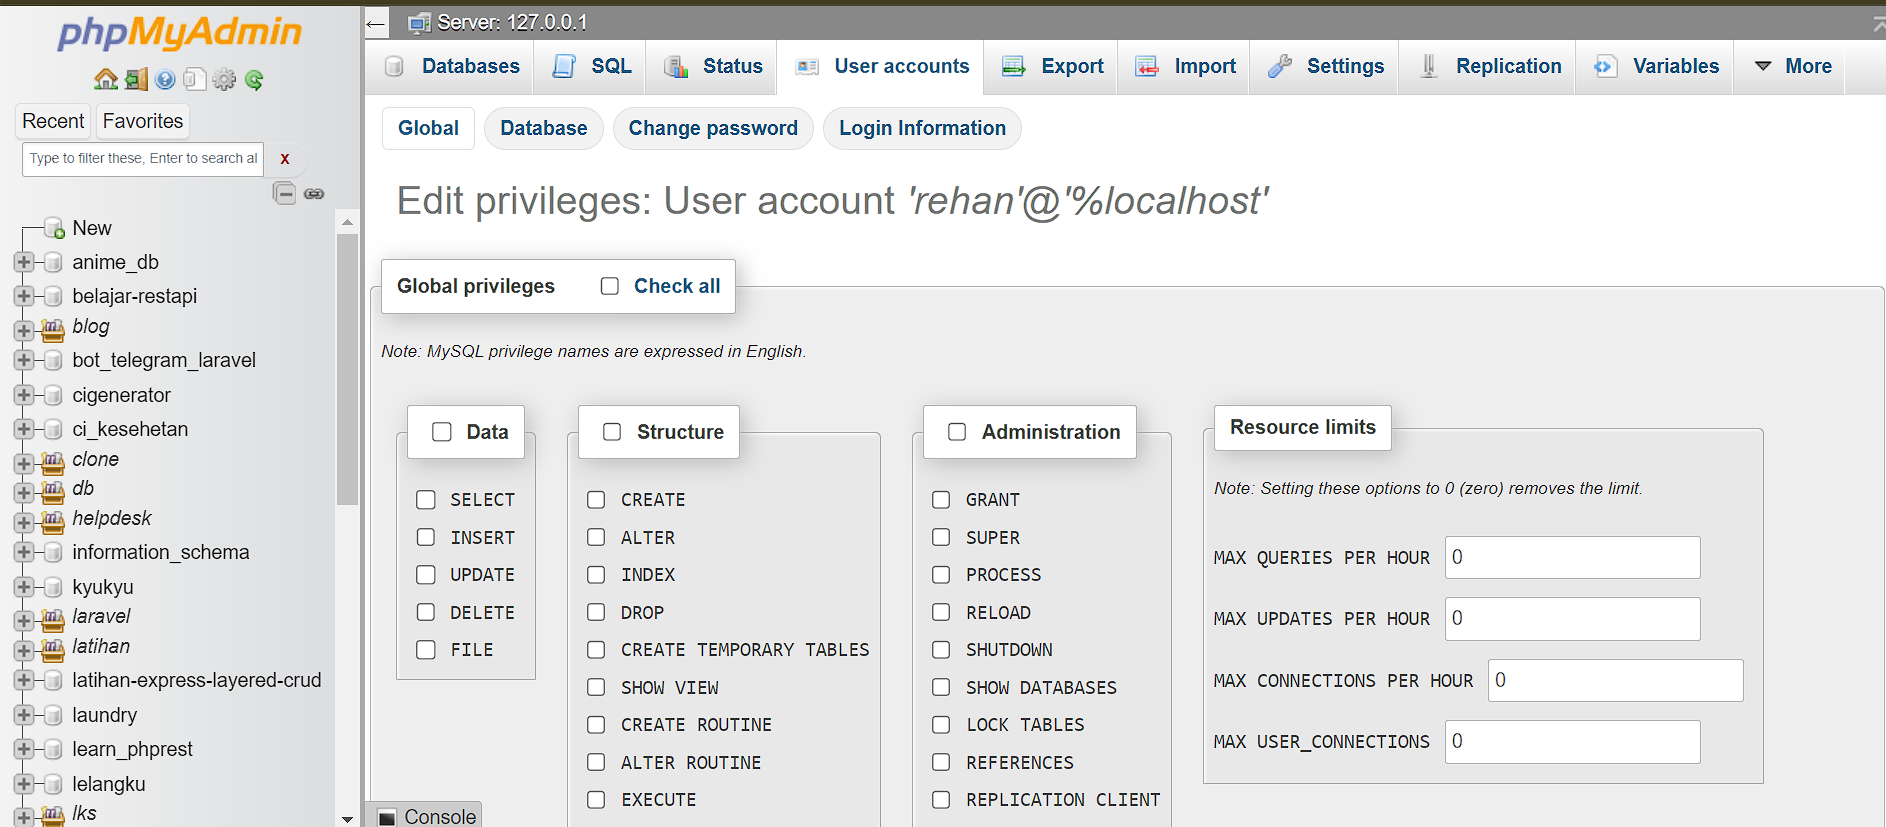 phpMyAdmin
Recent Favorites
Type to filter these, Enter to search al X
New
anime_db
belajar-restapi
blog
bot_telegram_laravel
cigenerator
ci_kesehetan
clone
db
helpdesk
information_schema
kyukyu
laravel
latihan
latihan-express-layered-crud
laundry
learn_phprest
lelangku
lks
Server: 127.0.0.1
Databases SQL Status User accounts Export Import Settings Replication Variables More
Global Database Change password Login Information
Edit privileges: User account 'rehan'@'%localhost'
Global privileges Check all
Note: MySQL privilege names are expressed in English.
Data
SELECT
INSERT
UPDATE
DELETE
FILE
Structure
CREATE
ALTER
INDEX
DROP
CREATE TEMPORARY TABLES
SHOW VIEW
CREATE ROUTINE
ALTER ROUTINE
EXECUTE
Administration
GRANT
SUPER
PROCESS
RELOAD
SHUTDOWN
SHOW DATABASES
LOCK TABLES
REFERENCES
REPLICATION CLIENT
Resource limits
Note: Setting these options to 0 (zero) removes the limit.
MAX QUERIES PER HOUR 0
MAX UPDATES PER HOUR 0
MAX CONNECTIONS PER HOUR 0
MAX USER_CONNECTIONS 0
Console